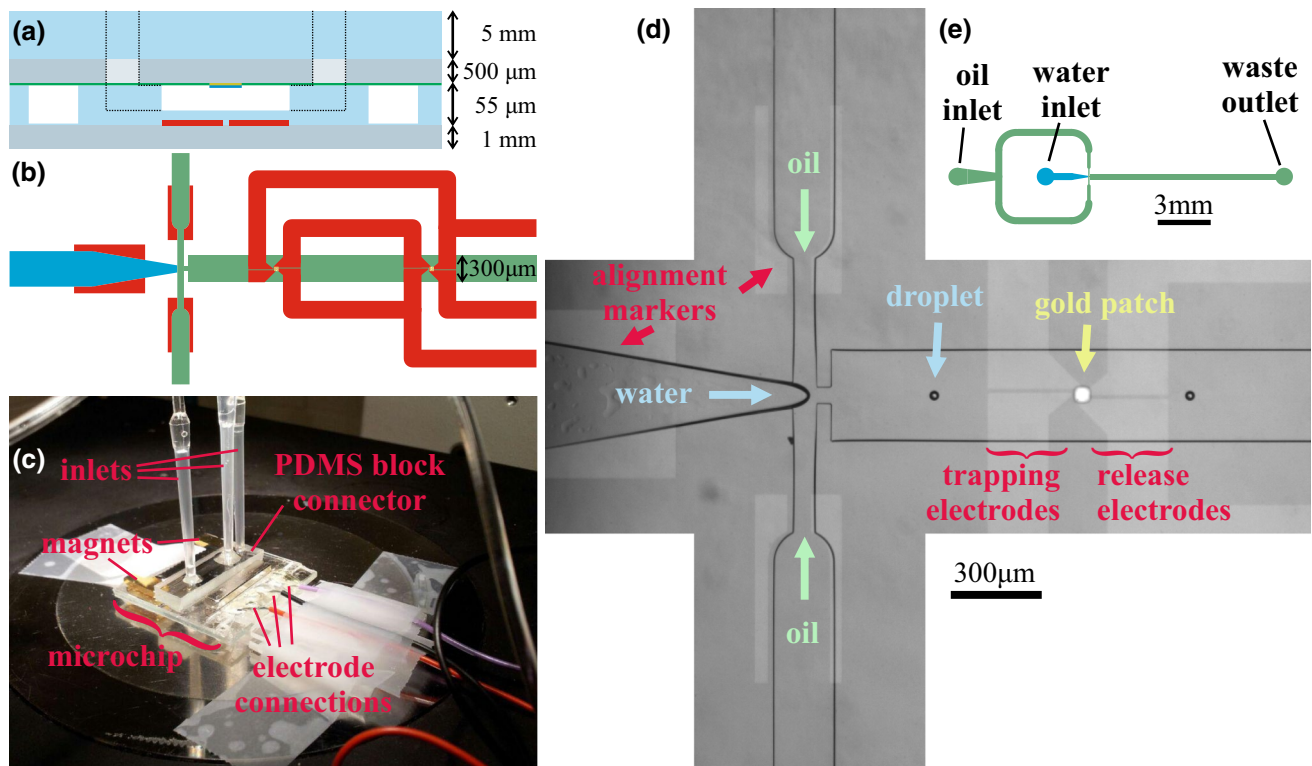 (a)
5 mm
500 μm
55 μm
1 mm
(b)
300μm
(c)
inlets
PDMS block
connector
magnets
microchip
electrode
connections
(d)
oil
alignment
markers
droplet
gold patch
water
trapping
electrodes
release
electrodes
oil
300μm
(e)
oil
inlet
water
inlet
waste
outlet
3mm